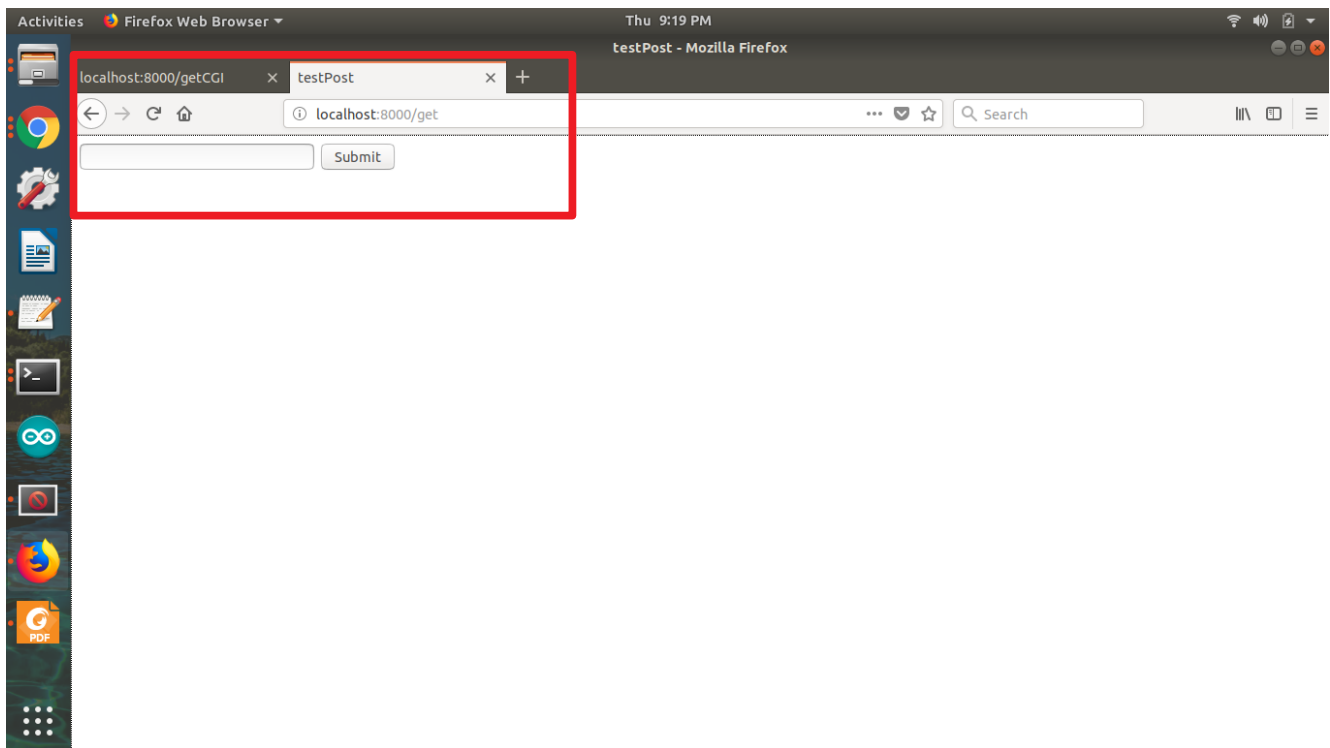 Activities Firefox Web Browser Thu 9:19 PM
testPost - Mozilla Firefox
localhost:8000/getCGI testPost
localhost:8000/get Search
Submit
PDF